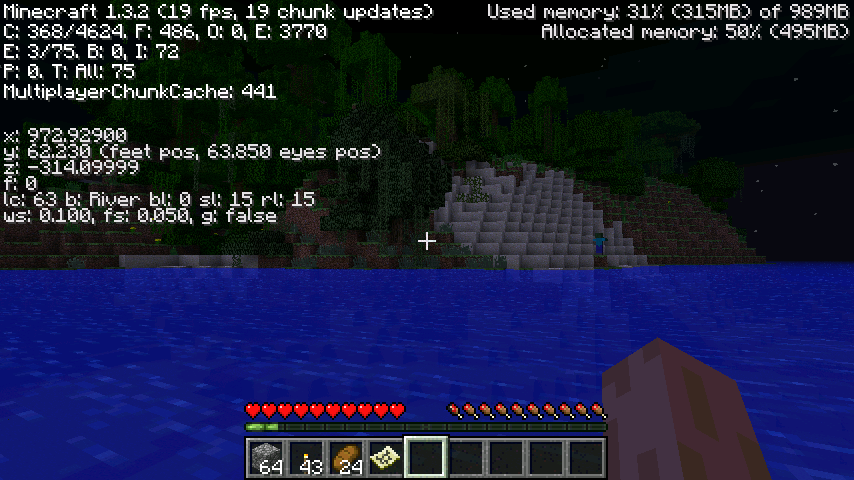 Minecraft 1.3.2 (19 fps, 19 chunk updates)
C: 368/4624, F: 486, O: 0, E: 3770
E: 3/75. B: 0, I: 72
P: 0. T: All: 75
MultiplayerChunkCache: 441
x: 972.92900
y: 62.230 (feet pos, 63.850 eyes pos)
z: -314.09999
f: 0
lc: 63 b: River bl: 0 sl: 15 rl: 15
ws: 0.100, fs: 0.050, g: false
Used memory: 31% (315MB) of 989MB
Allocated memory: 50% (495MB)
64 43 24